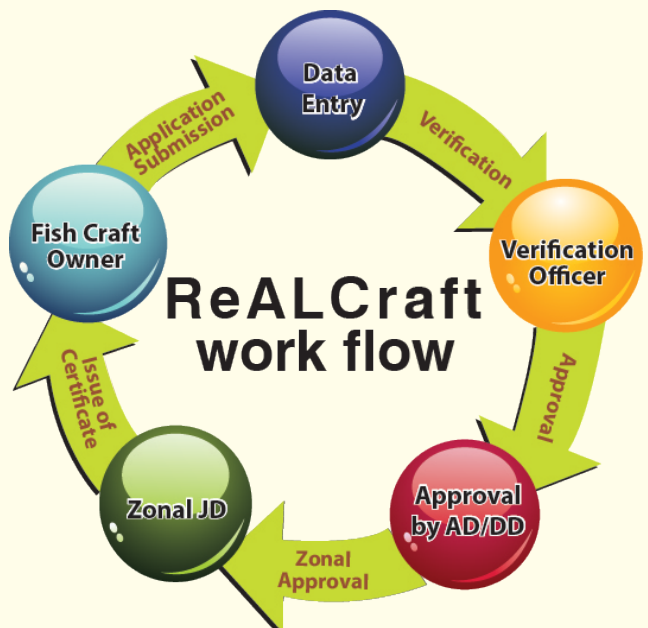 Data
Entry
Verification
Verification
Officer
Approval
Approval
by AD/DD
Zonal
Approval
Zonal JD
Issue of
Certificate
Fish Craft
Owner
Application
Submission
ReALCraft
work flow